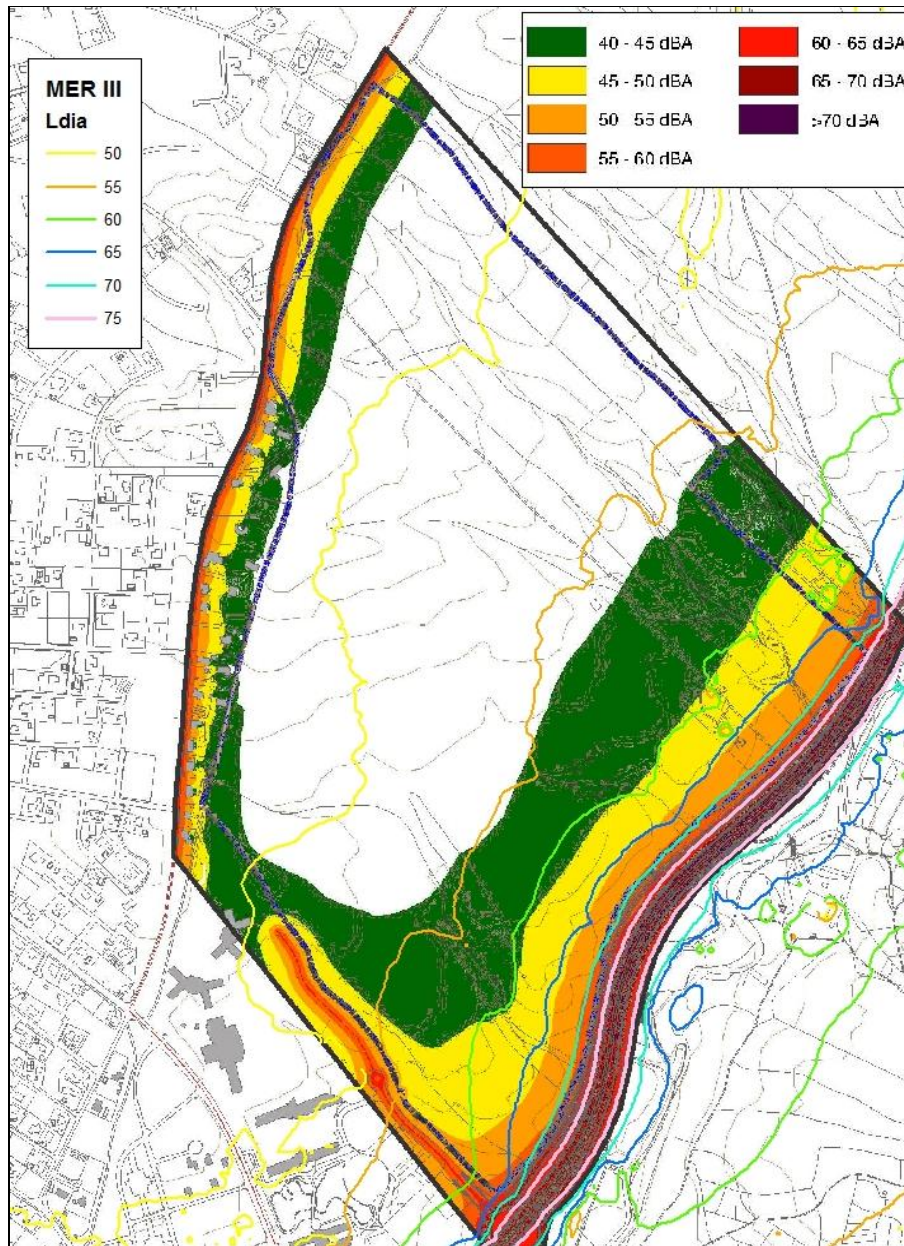 MER III
Ldia
50
55
60
65
70
75
40 - 45 dBA
45 - 50 dBA
50 - 55 dBA
55 - 60 dBA
60 - 65 dBA
65 - 70 dBA
>70 dBA